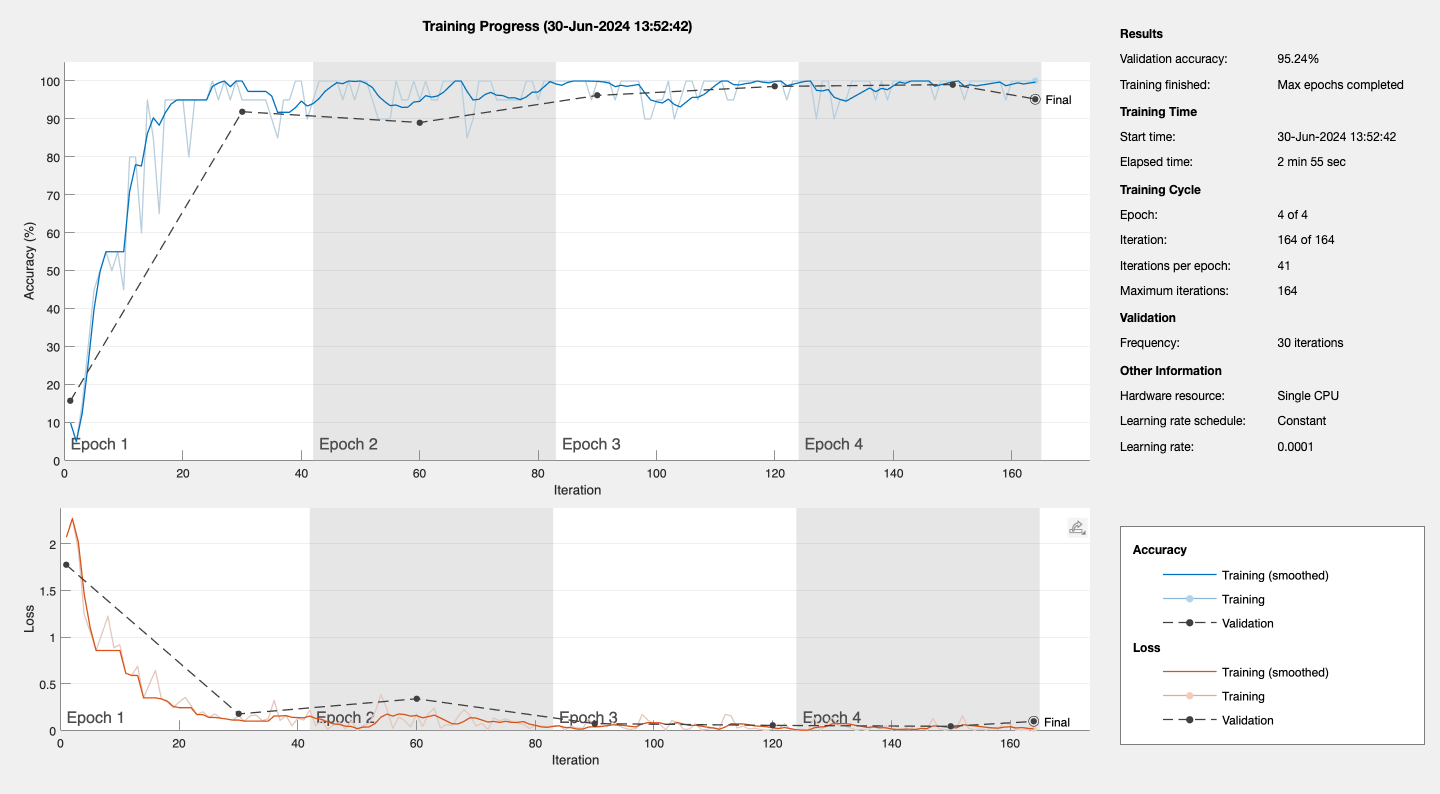 Training Progress (30-Jun-2024 13:52:42)
100
90
80
70
60
50
40
30
20
10
0
Accuracy (%)
Epoch 1
Epoch 2
Epoch 3
Epoch 4
Final
0 20 40 60 80 100 120 140 160
Iteration
2
1.5
1
0.5
0
Loss
Epoch 1
Epoch 2
Epoch 3
Epoch 4
Final
0 20 40 60 80 100 120 140 160
Iteration
Results
Validation accuracy: 95.24%
Training finished: Max epochs completed
Training Time
Start time: 30-Jun-2024 13:52:42
Elapsed time: 2 min 55 sec
Training Cycle
Epoch: 4 of 4
Iteration: 164 of 164
Iterations per epoch: 41
Maximum iterations: 164
Validation
Frequency: 30 iterations
Other Information
Hardware resource: Single CPU
Learning rate schedule: Constant
Learning rate: 0.0001
Accuracy
Training (smoothed)
Training
Validation
Loss
Training (smoothed)
Training
Validation